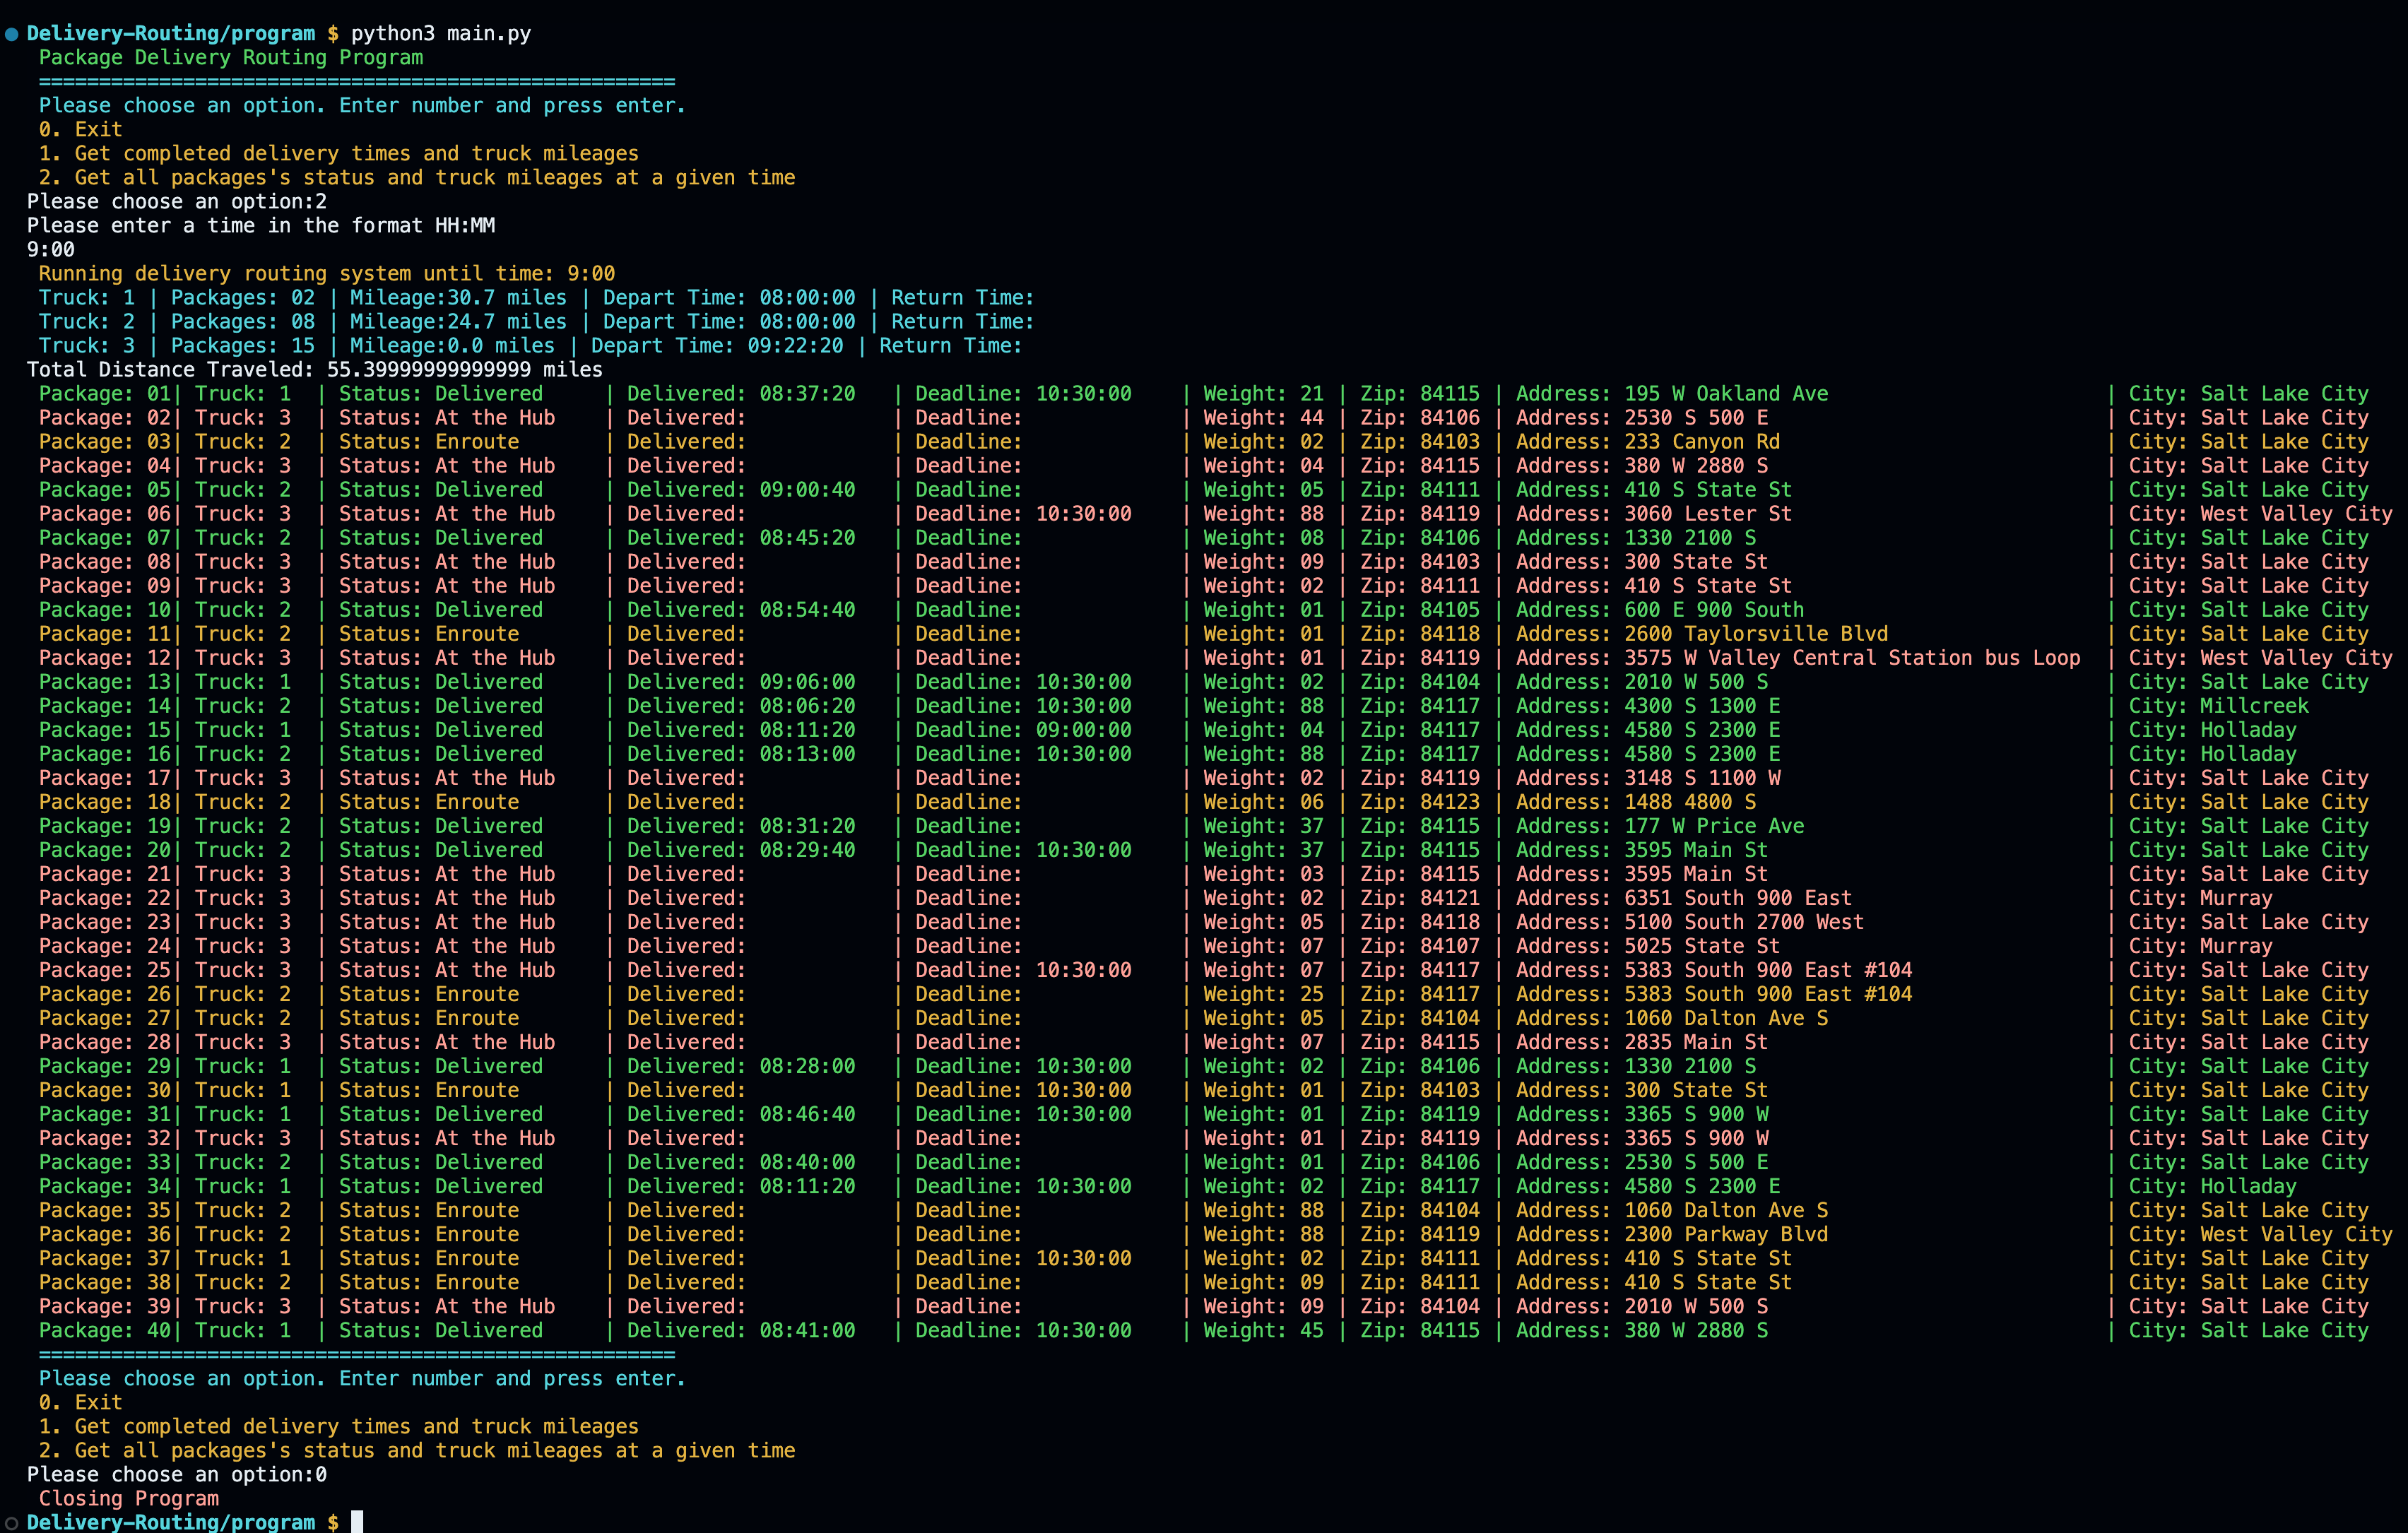 Delivery-Routing/program $ python3 main.py
Package Delivery Routing Program
=====================================================
Please choose an option. Enter number and press enter.
0. Exit
1. Get completed delivery times and truck mileages
2. Get all packages's status and truck mileages at a given time
Please choose an option:2
Please enter a time in the format HH:MM
9:00
Running delivery routing system until time: 9:00
Truck: 1 | Packages: 02 | Mileage:30.7 miles | Depart Time: 08:00:00 | Return Time:
Truck: 2 | Packages: 08 | Mileage:24.7 miles | Depart Time: 08:00:00 | Return Time:
Truck: 3 | Packages: 15 | Mileage:0.0 miles | Depart Time: 09:22:20 | Return Time:
Total Distance Traveled: 55.39999999999999 miles
Package: 01| Truck: 1 | Status: Delivered | Delivered: 08:37:20 | Deadline: 10:30:00 | Weight: 21 | Zip: 84115 | Address: 195 W Oakland Ave | City: Salt Lake City
Package: 02| Truck: 3 | Status: At the Hub | Delivered: | Deadline: | Weight: 44 | Zip: 84106 | Address: 2530 S 500 E | City: Salt Lake City
Package: 03| Truck: 2 | Status: Enroute | Delivered: | Deadline: | Weight: 02 | Zip: 84103 | Address: 233 Canyon Rd | City: Salt Lake City
Package: 04| Truck: 3 | Status: At the Hub | Delivered: | Deadline: | Weight: 04 | Zip: 84115 | Address: 380 W 2880 S | City: Salt Lake City
Package: 05| Truck: 2 | Status: Delivered | Delivered: 09:00:40 | Deadline: | Weight: 05 | Zip: 84111 | Address: 410 S State St | City: Salt Lake City
Package: 06| Truck: 3 | Status: At the Hub | Delivered: | Deadline: 10:30:00 | Weight: 88 | Zip: 84119 | Address: 3060 Lester St | City: West Valley City
Package: 07| Truck: 2 | Status: Delivered | Delivered: 08:45:20 | Deadline: | Weight: 08 | Zip: 84106 | Address: 1330 2100 S | City: Salt Lake City
Package: 08| Truck: 3 | Status: At the Hub | Delivered: | Deadline: | Weight: 09 | Zip: 84103 | Address: 300 State St | City: Salt Lake City
Package: 09| Truck: 3 | Status: At the Hub | Delivered: | Deadline: | Weight: 02 | Zip: 84111 | Address: 410 S State St | City: Salt Lake City
Package: 10| Truck: 2 | Status: Delivered | Delivered: 08:54:40 | Deadline: | Weight: 01 | Zip: 84105 | Address: 600 E 900 South | City: Salt Lake City
Package: 11| Truck: 2 | Status: Enroute | Delivered: | Deadline: | Weight: 01 | Zip: 84118 | Address: 2600 Taylorsville Blvd | City: Salt Lake City
Package: 12| Truck: 3 | Status: At the Hub | Delivered: | Deadline: | Weight: 01 | Zip: 84119 | Address: 3575 W Valley Central Station bus Loop | City: West Valley City
Package: 13| Truck: 1 | Status: Delivered | Delivered: 09:06:00 | Deadline: 10:30:00 | Weight: 02 | Zip: 84104 | Address: 2010 W 500 S | City: Salt Lake City
Package: 14| Truck: 2 | Status: Delivered | Delivered: 08:06:20 | Deadline: 10:30:00 | Weight: 88 | Zip: 84117 | Address: 4300 S 1300 E | City: Millcreek
Package: 15| Truck: 1 | Status: Delivered | Delivered: 08:11:20 | Deadline: 09:00:00 | Weight: 04 | Zip: 84117 | Address: 4580 S 2300 E | City: Holladay
Package: 16| Truck: 2 | Status: Delivered | Delivered: 08:13:00 | Deadline: 10:30:00 | Weight: 88 | Zip: 84117 | Address: 4580 S 2300 E | City: Holladay
Package: 17| Truck: 3 | Status: At the Hub | Delivered: | Deadline: | Weight: 02 | Zip: 84119 | Address: 3148 S 1100 W | City: Salt Lake City
Package: 18| Truck: 2 | Status: Enroute | Delivered: | Deadline: | Weight: 06 | Zip: 84123 | Address: 1488 4800 S | City: Salt Lake City
Package: 19| Truck: 2 | Status: Delivered | Delivered: 08:31:20 | Deadline: | Weight: 37 | Zip: 84115 | Address: 177 W Price Ave | City: Salt Lake City
Package: 20| Truck: 2 | Status: Delivered | Delivered: 08:29:40 | Deadline: 10:30:00 | Weight: 37 | Zip: 84115 | Address: 3595 Main St | City: Salt Lake City
Package: 21| Truck: 3 | Status: At the Hub | Delivered: | Deadline: | Weight: 03 | Zip: 84115 | Address: 3595 Main St | City: Salt Lake City
Package: 22| Truck: 3 | Status: At the Hub | Delivered: | Deadline: | Weight: 02 | Zip: 84121 | Address: 6351 South 900 East | City: Murray
Package: 23| Truck: 3 | Status: At the Hub | Delivered: | Deadline: | Weight: 05 | Zip: 84118 | Address: 5100 South 2700 West | City: Salt Lake City
Package: 24| Truck: 3 | Status: At the Hub | Delivered: | Deadline: | Weight: 07 | Zip: 84107 | Address: 5025 State St | City: Murray
Package: 25| Truck: 3 | Status: At the Hub | Delivered: | Deadline: 10:30:00 | Weight: 07 | Zip: 84117 | Address: 5383 South 900 East #104 | City: Salt Lake City
Package: 26| Truck: 2 | Status: Enroute | Delivered: | Deadline: | Weight: 25 | Zip: 84117 | Address: 5383 South 900 East #104 | City: Salt Lake City
Package: 27| Truck: 2 | Status: Enroute | Delivered: | Deadline: | Weight: 05 | Zip: 84104 | Address: 1060 Dalton Ave S | City: Salt Lake City
Package: 28| Truck: 3 | Status: At the Hub | Delivered: | Deadline: | Weight: 07 | Zip: 84115 | Address: 2835 Main St | City: Salt Lake City
Package: 29| Truck: 1 | Status: Delivered | Delivered: 08:28:00 | Deadline: 10:30:00 | Weight: 02 | Zip: 84106 | Address: 1330 2100 S | City: Salt Lake City
Package: 30| Truck: 1 | Status: Enroute | Delivered: | Deadline: 10:30:00 | Weight: 01 | Zip: 84103 | Address: 300 State St | City: Salt Lake City
Package: 31| Truck: 1 | Status: Delivered | Delivered: 08:46:40 | Deadline: 10:30:00 | Weight: 01 | Zip: 84119 | Address: 3365 S 900 W | City: Salt Lake City
Package: 32| Truck: 3 | Status: At the Hub | Delivered: | Deadline: | Weight: 01 | Zip: 84119 | Address: 3365 S 900 W | City: Salt Lake City
Package: 33| Truck: 2 | Status: Delivered | Delivered: 08:40:00 | Deadline: | Weight: 01 | Zip: 84106 | Address: 2530 S 500 E | City: Salt Lake City
Package: 34| Truck: 1 | Status: Delivered | Delivered: 08:11:20 | Deadline: 10:30:00 | Weight: 02 | Zip: 84117 | Address: 4580 S 2300 E | City: Holladay
Package: 35| Truck: 2 | Status: Enroute | Delivered: | Deadline: | Weight: 88 | Zip: 84104 | Address: 1060 Dalton Ave S | City: Salt Lake City
Package: 36| Truck: 2 | Status: Enroute | Delivered: | Deadline: | Weight: 88 | Zip: 84119 | Address: 2300 Parkway Blvd | City: West Valley City
Package: 37| Truck: 1 | Status: Enroute | Delivered: | Deadline: 10:30:00 | Weight: 02 | Zip: 84111 | Address: 410 S State St | City: Salt Lake City
Package: 38| Truck: 2 | Status: Enroute | Delivered: | Deadline: | Weight: 09 | Zip: 84111 | Address: 410 S State St | City: Salt Lake City
Package: 39| Truck: 3 | Status: At the Hub | Delivered: | Deadline: | Weight: 09 | Zip: 84104 | Address: 2010 W 500 S | City: Salt Lake City
Package: 40| Truck: 1 | Status: Delivered | Delivered: 08:41:00 | Deadline: 10:30:00 | Weight: 45 | Zip: 84115 | Address: 380 W 2880 S | City: Salt Lake City
=====================================================
Please choose an option. Enter number and press enter.
0. Exit
1. Get completed delivery times and truck mileages
2. Get all packages's status and truck mileages at a given time
Please choose an option:0
Closing Program
Delivery-Routing/program $